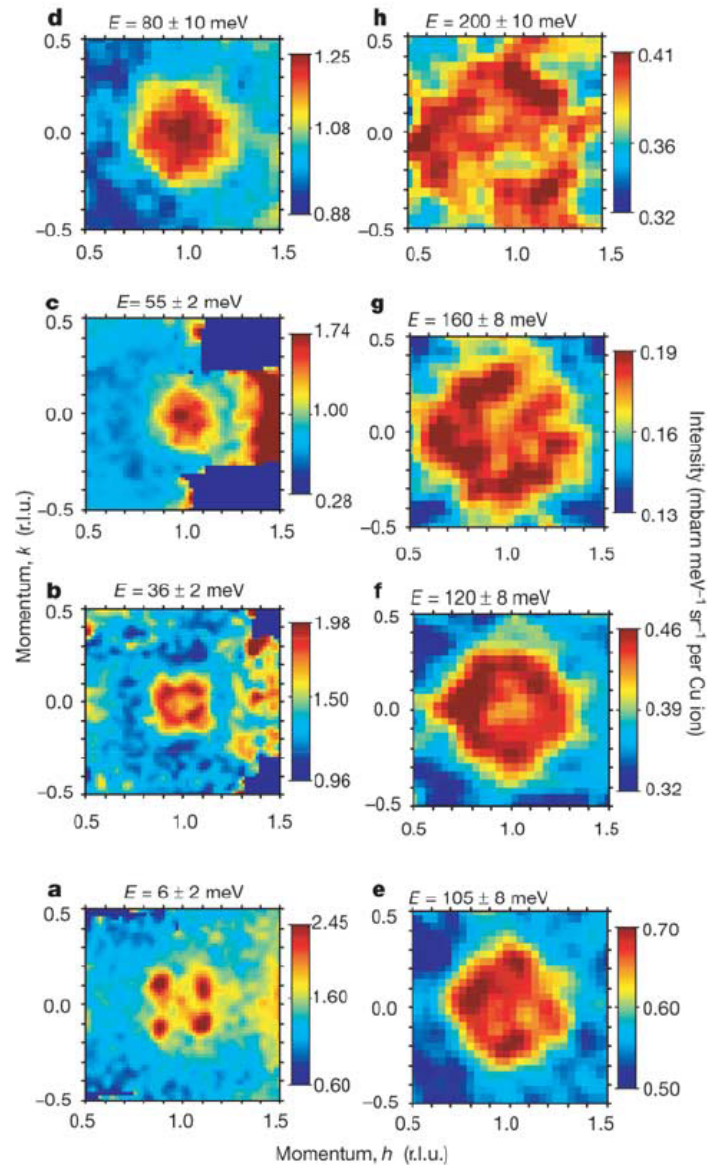 d E = 80 ± 10 meV
0.5
0.0
–0.5
0.5 1.0 1.5
1.25
1.08
0.88
h E = 200 ± 10 meV
0.5
0.0
–0.5
0.5 1.0 1.5
0.41
0.36
0.32
c E = 55 ± 2 meV
0.5
0.0
–0.5
0.5 1.0 1.5
1.74
1.00
0.28
g E = 160 ± 8 meV
0.5
0.0
–0.5
0.5 1.0 1.5
0.19
0.16
0.13
b E = 36 ± 2 meV
0.5
0.0
–0.5
0.5 1.0 1.5
1.98
1.50
0.96
f E = 120 ± 8 meV
0.5
0.0
–0.5
0.5 1.0 1.5
0.46
0.39
0.32
a E = 6 ± 2 meV
0.5
0.0
–0.5
0.5 1.0 1.5
2.45
1.60
0.60
e E = 105 ± 8 meV
0.5
0.0
–0.5
0.5 1.0 1.5
0.70
0.60
0.50
Momentum, k (r.l.u.)
Momentum, h (r.l.u.)
Intensity (mbarn meV⁻¹ sr⁻¹ per Cu ion)